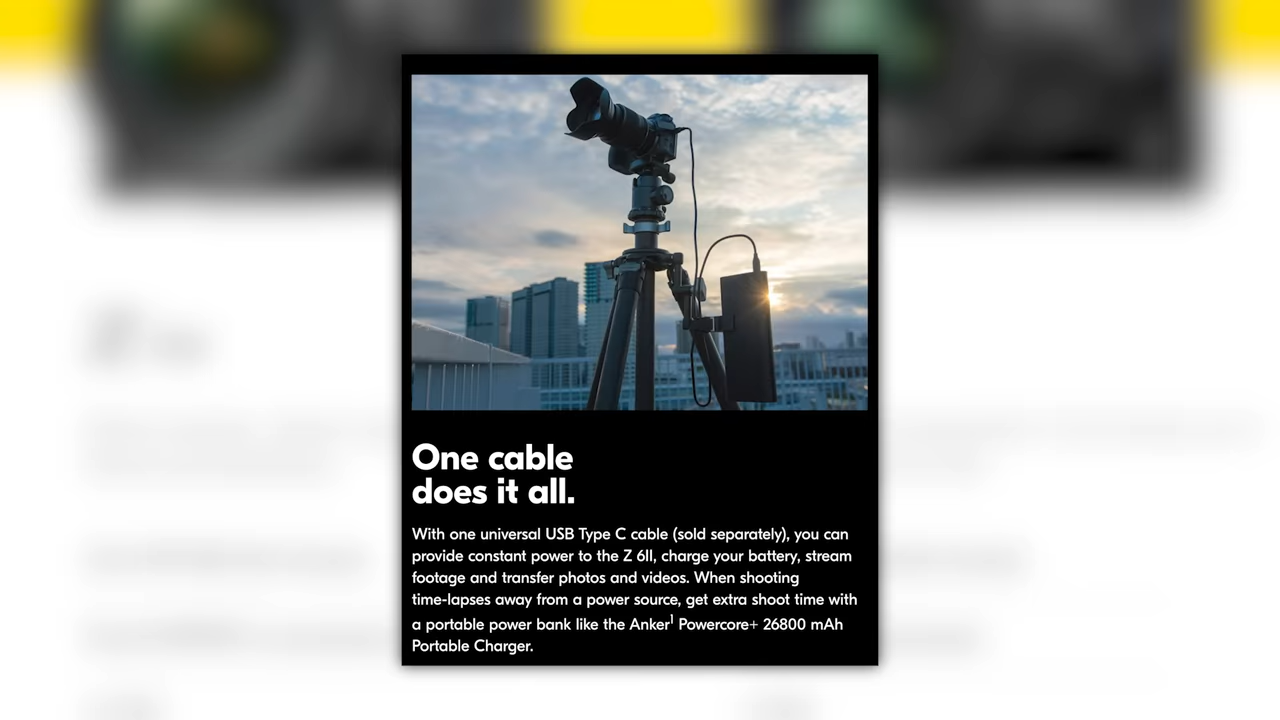 One cable
does it all.
With one universal USB Type C cable (sold separately), you can
provide constant power to the Z 6II, charge your battery, stream
footage and transfer photos and videos. When shooting
time-lapses away from a power source, get extra shoot time with
a portable power bank like the Anker¹ Powercore+ 26800 mAh
Portable Charger.